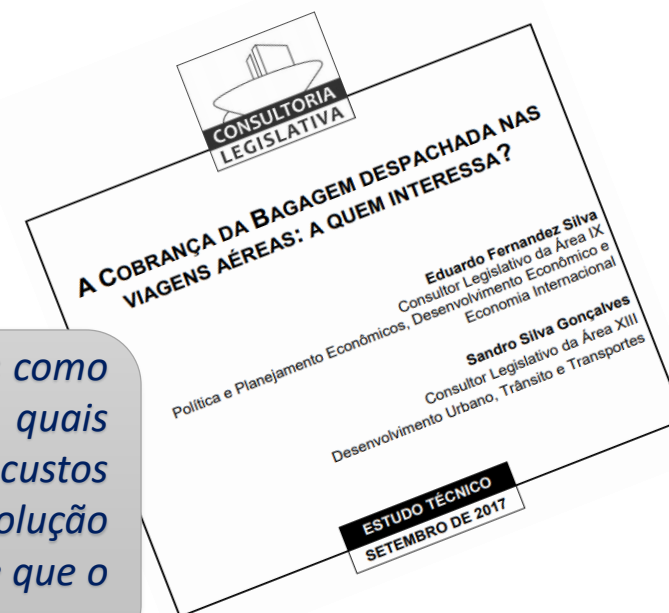 CONSULTORIA
LEGISLATIVA
A COBRANÇA DA BAGAGEM DESPACHADA NAS
VIAGENS AÉREAS: A QUEM INTERESSA?
Eduardo Fernandez Silva
Consultor Legislativo da Área IX
Política e Planejamento Econômicos, Desenvolvimento Econômico e
Economia Internacional
Sandro Silva Gonçalves
Consultor Legislativo da Área XIII
Desenvolvimento Urbano, Trânsito e Transportes
ESTUDO TÉCNICO
SETEMBRO DE 2017
como
quais
custos
olução
que o